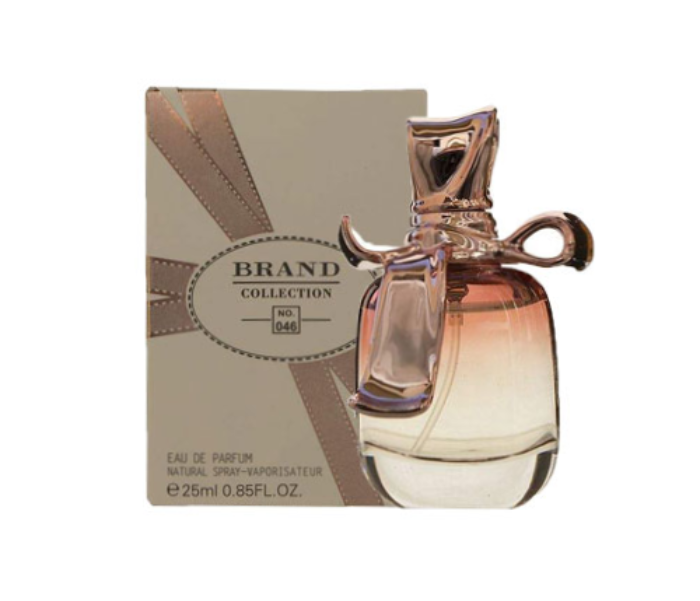 BRAND
COLLECTION
NO.
046
EAU DE PARFUM
NATURAL SPRAY-VAPORISATEUR
℮25ml 0.85FL.OZ.